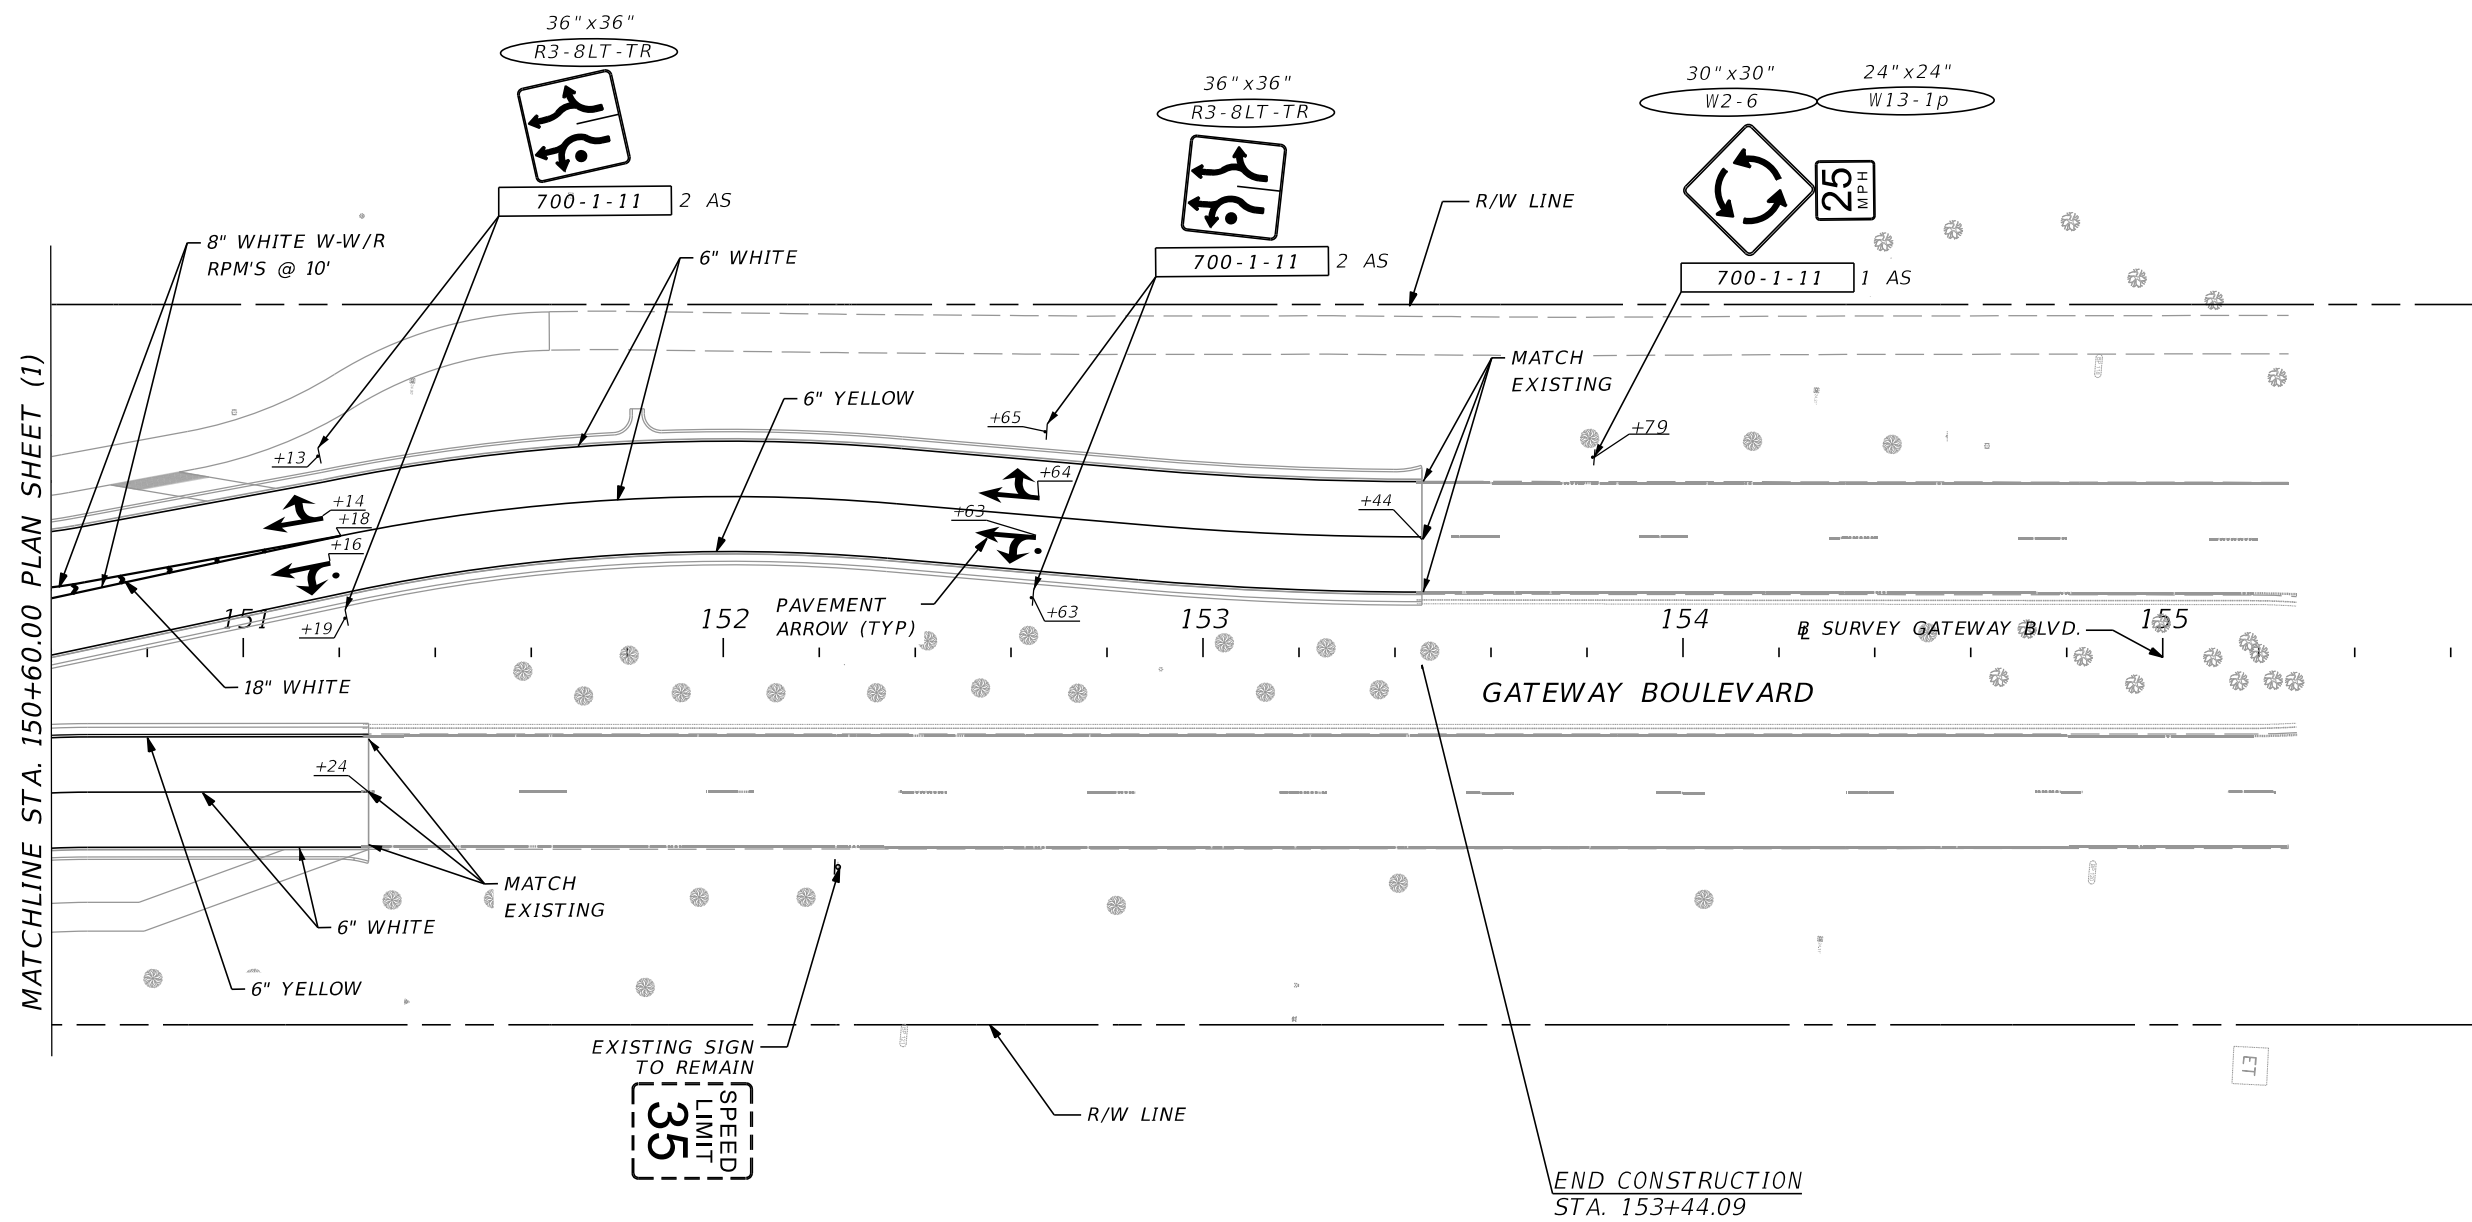 36"x36"
R3-8LT-TR
700-1-11 2 AS
36"x36"
R3-8LT-TR
700-1-11 2 AS
30"x30"
W2-6
24"x24"
W13-1p
25
MPH
700-1-11 1 AS
R/W LINE
8" WHITE W-W/R
RPM'S @ 10'
6" WHITE
6" YELLOW
MATCH
EXISTING
+13
+14
+18
+16
+19
+65
+64
+63
+63
+44
+79
PAVEMENT
ARROW (TYP)
151
152
153
154
155
B SURVEY GATEWAY BLVD.
18" WHITE
GATEWAY BOULEVARD
MATCHLINE STA. 150+60.00 PLAN SHEET (1)
+24
MATCH
EXISTING
6" WHITE
6" YELLOW
EXISTING SIGN
TO REMAIN
SPEED
LIMIT
35
R/W LINE
END CONSTRUCTION
STA. 153+44.09
ET